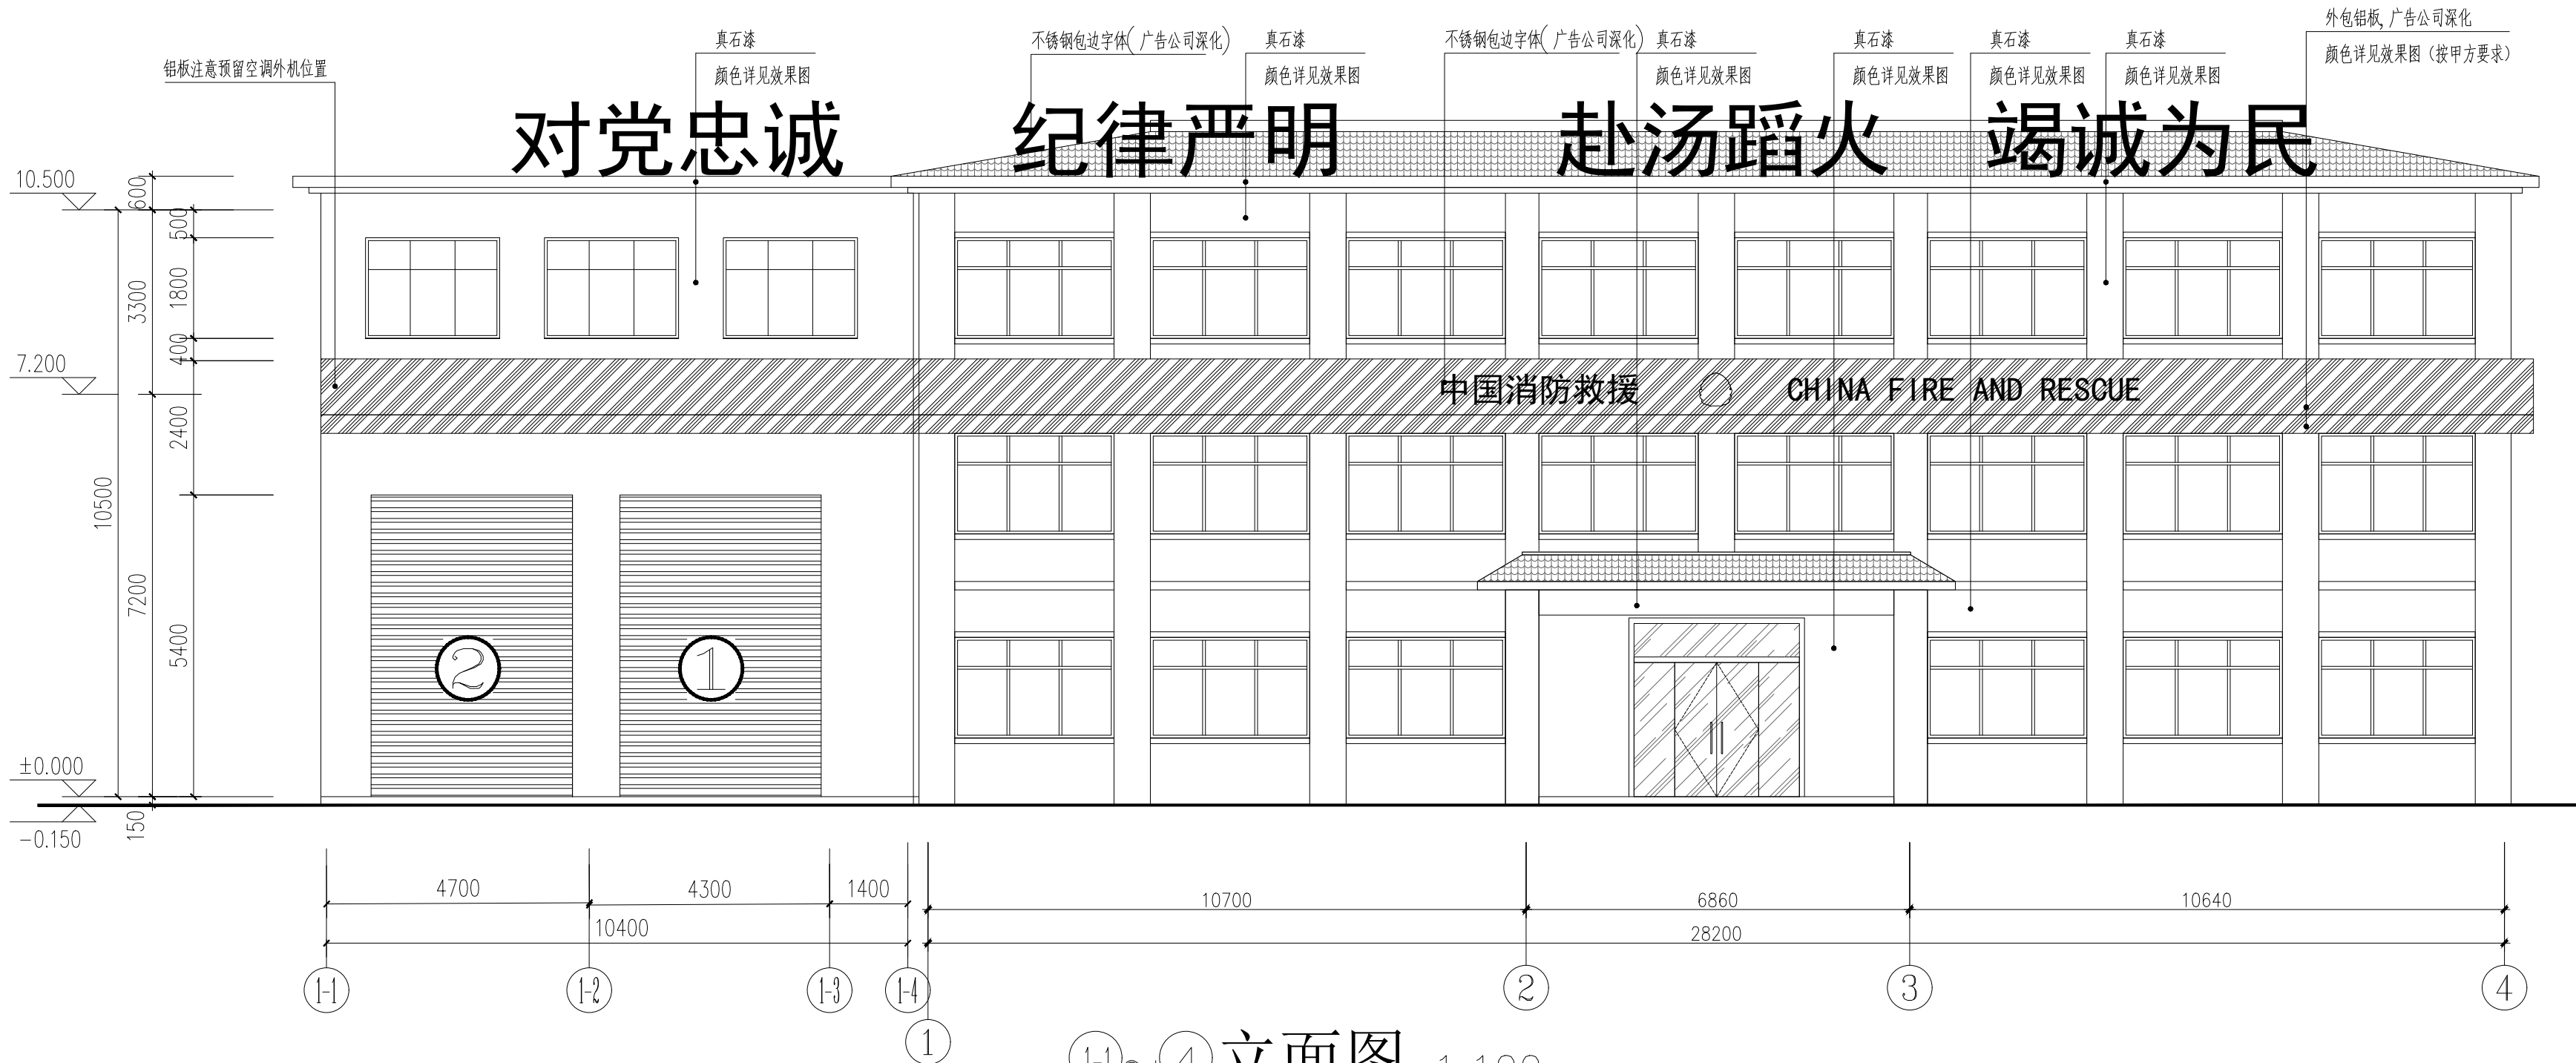 外包铝板,广告公司深化
颜色详见效果图(按甲方要求)
真石漆
颜色详见效果图
不锈钢包边字体(广告公司深化)
真石漆
颜色详见效果图
不锈钢包边字体(广告公司深化)
真石漆
颜色详见效果图
真石漆
颜色详见效果图
真石漆
颜色详见效果图
真石漆
颜色详见效果图
铝板注意预留空调外机位置
对党忠诚 纪律严明 赴汤蹈火 竭诚为民
10.500
600
500
1800
3300
400
7.200
中国消防救援 CHINA FIRE AND RESCUE
2400
10500
7200
5400
2 1
±0.000
-0.150
150
4700 4300 1400
10700 6860 10640
10400
28200
1-1 1-2 1-3 1-4
2 3 4
1
1-1 4 立面图